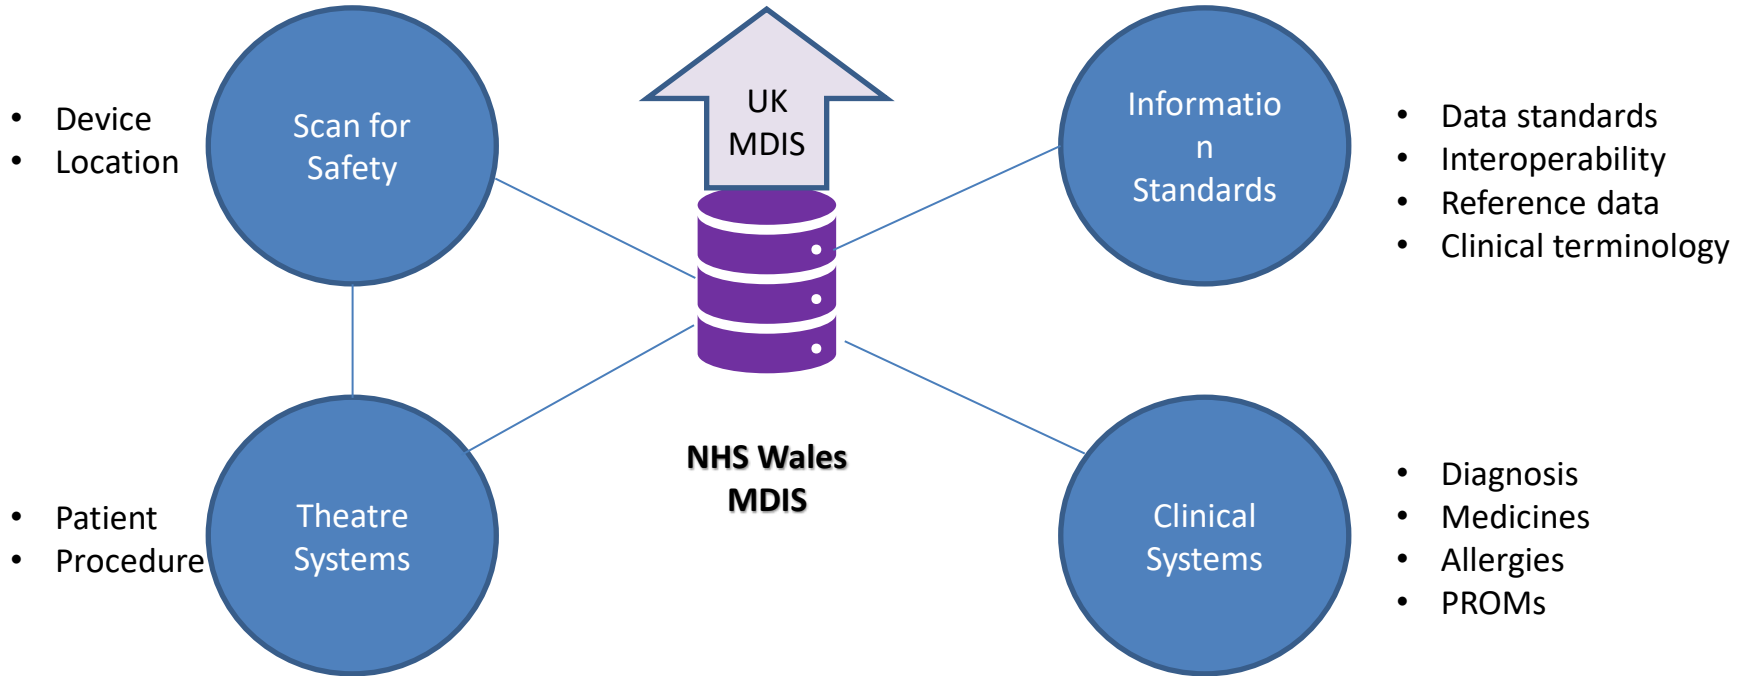 • Device
• Location
Scan for
Safety
UK
MDIS
Informatio
n
Standards
• Data standards
• Interoperability
• Reference data
• Clinical terminology
NHS Wales
MDIS
• Patient
• Procedure
Theatre
Systems
Clinical
Systems
• Diagnosis
• Medicines
• Allergies
• PROMs